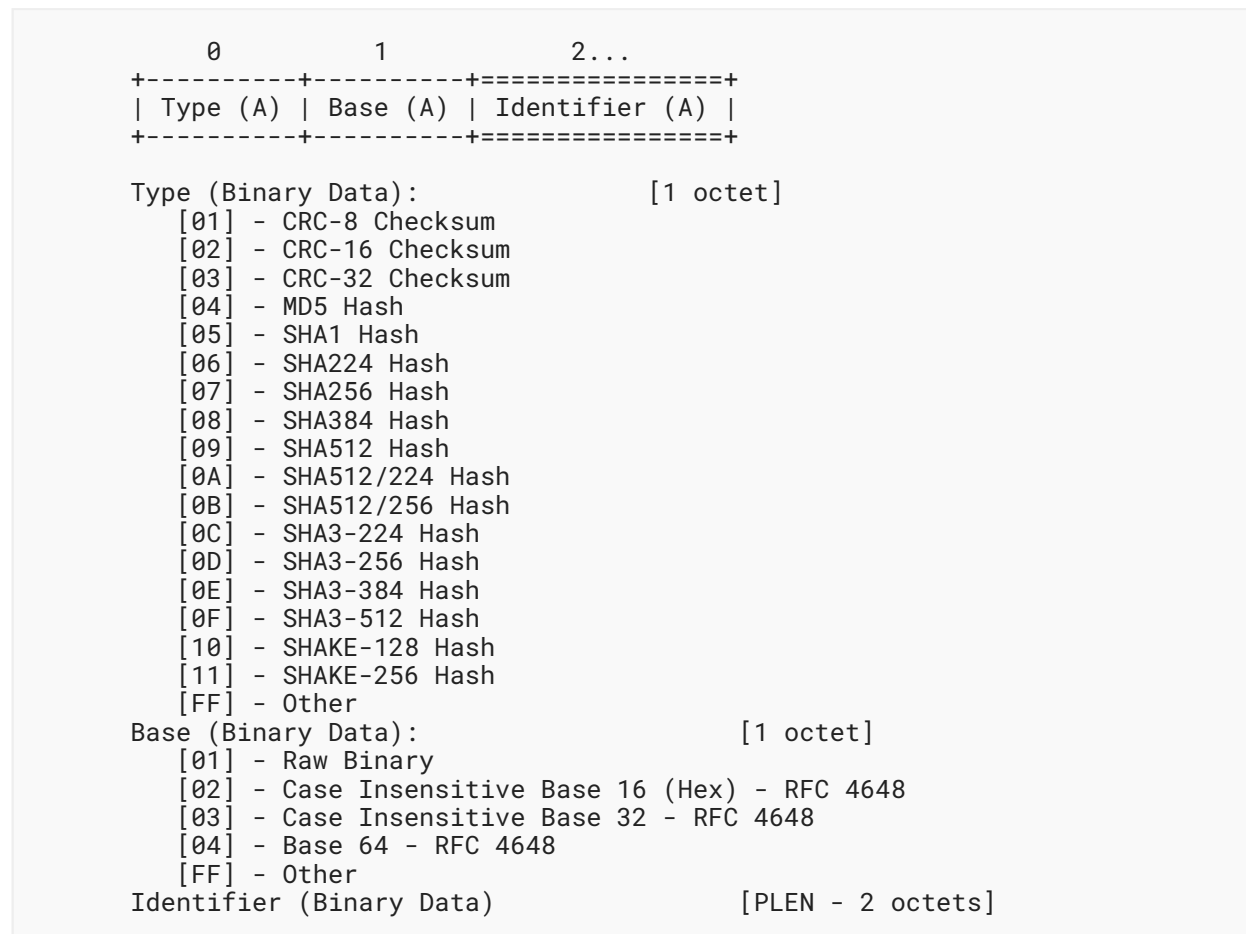 0 1 2...
+----------+----------+================+
| Type (A) | Base (A) | Identifier (A) |
+----------+----------+================+
Type (Binary Data): [1 octet]
[01] - CRC-8 Checksum
[02] - CRC-16 Checksum
[03] - CRC-32 Checksum
[04] - MD5 Hash
[05] - SHA1 Hash
[06] - SHA224 Hash
[07] - SHA256 Hash
[08] - SHA384 Hash
[09] - SHA512 Hash
[0A] - SHA512/224 Hash
[0B] - SHA512/256 Hash
[0C] - SHA3-224 Hash
[0D] - SHA3-256 Hash
[0E] - SHA3-384 Hash
[0F] - SHA3-512 Hash
[10] - SHAKE-128 Hash
[11] - SHAKE-256 Hash
[FF] - Other
Base (Binary Data): [1 octet]
[01] - Raw Binary
[02] - Case Insensitive Base 16 (Hex) - RFC 4648
[03] - Case Insensitive Base 32 - RFC 4648
[04] - Base 64 - RFC 4648
[FF] - Other
Identifier (Binary Data) [PLEN - 2 octets]